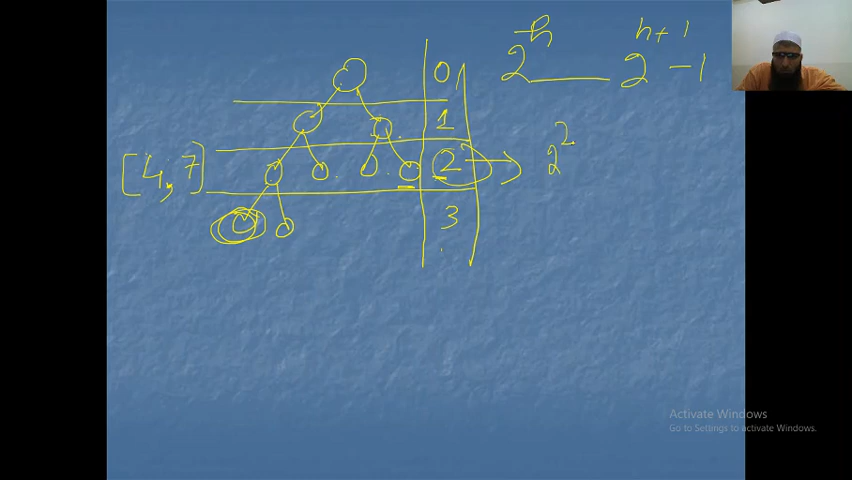 0,
1
2
3
[4, 7]
2^h ___ 2^{h+1} - 1
2^2
Activate Windows
Go to Settings to activate Windows.